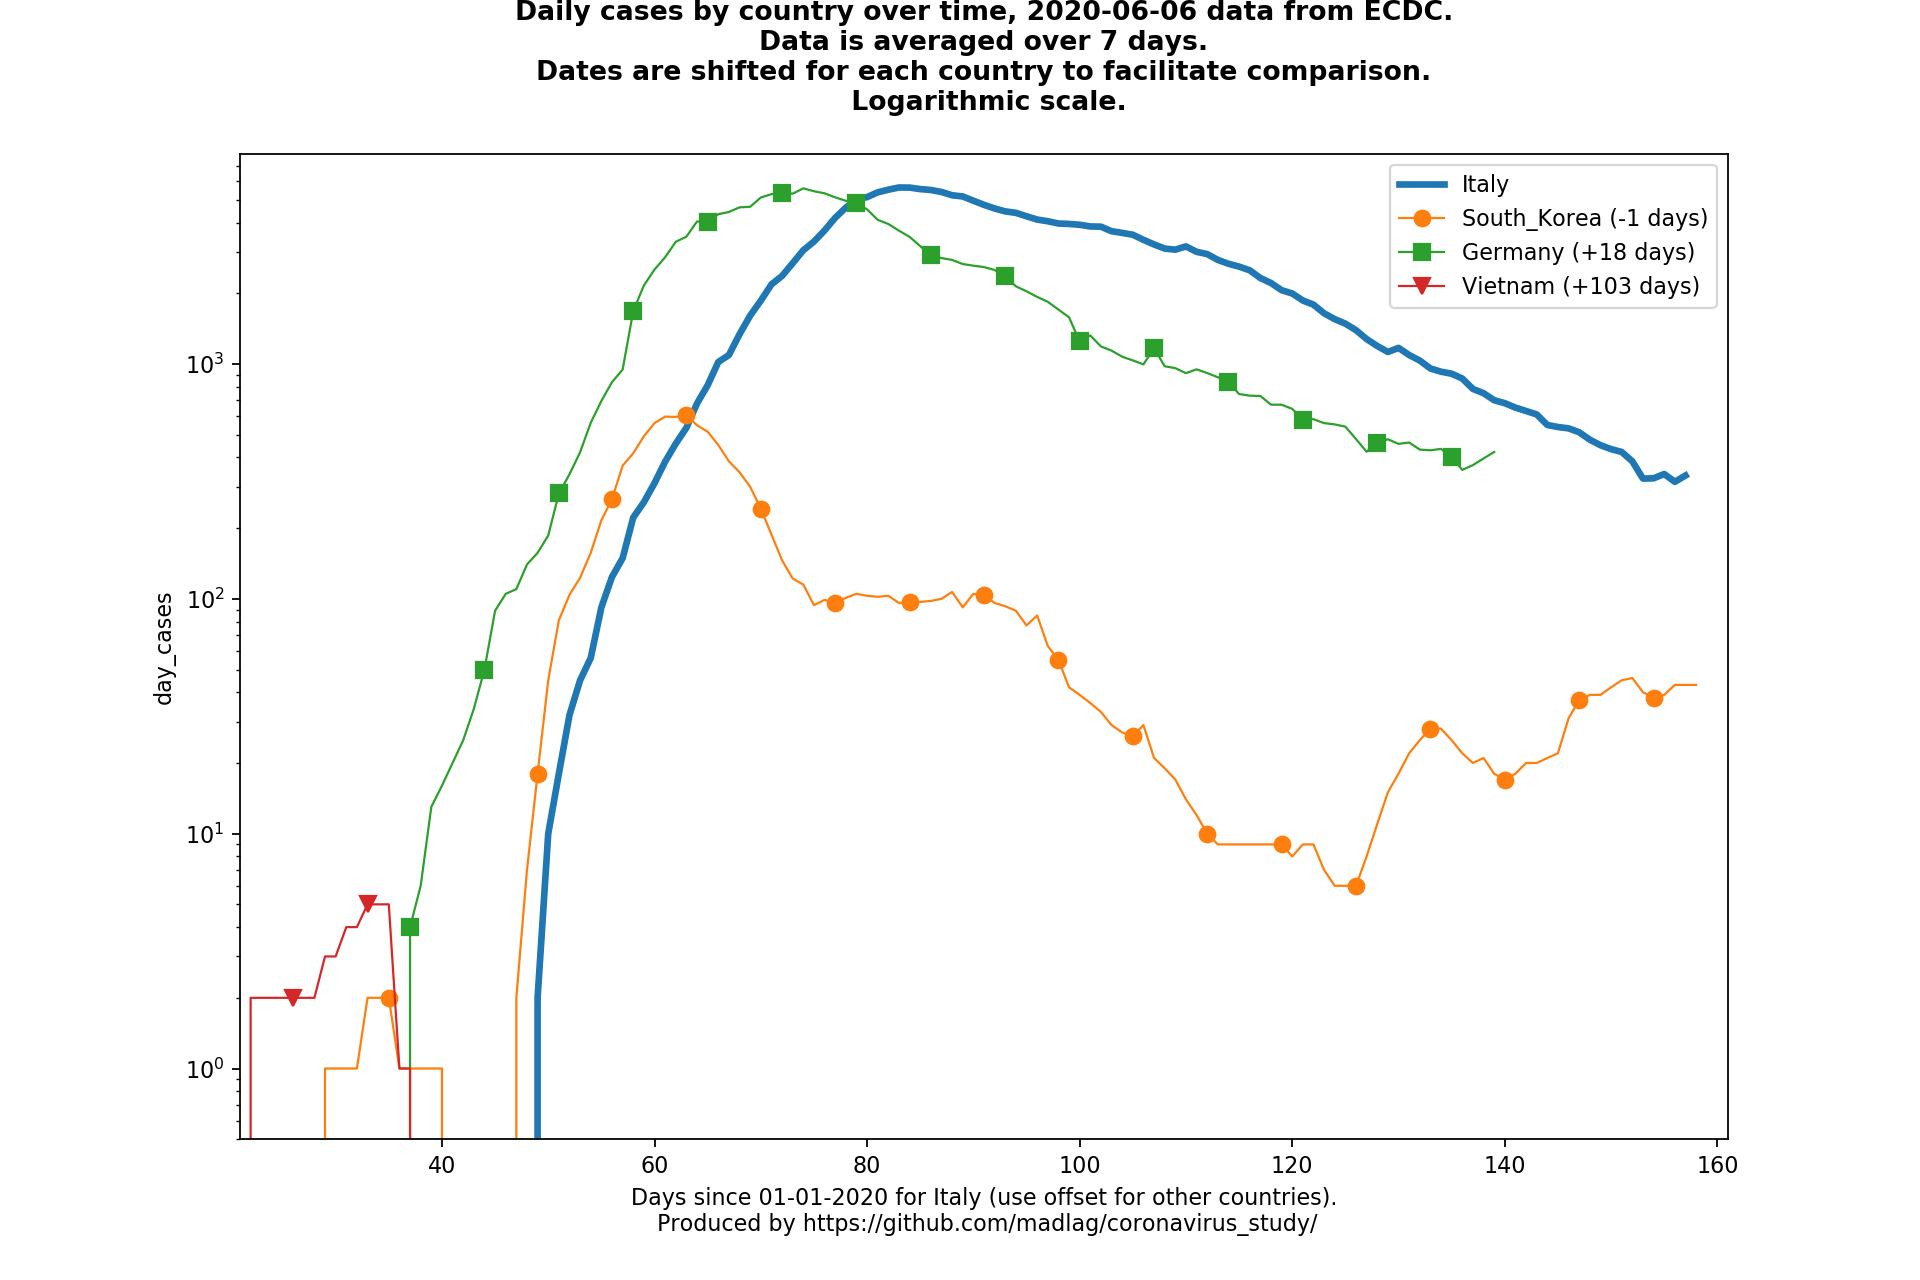 Daily cases by country over time, 2020-06-06 data from ECDC.
Data is averaged over 7 days.
Dates are shifted for each country to facilitate comparison.
Logarithmic scale.
Italy
South_Korea (-1 days)
Germany (+18 days)
Vietnam (+103 days)
day_cases
10³
10²
10¹
10⁰
40 60 80 100 120 140 160
Days since 01-01-2020 for Italy (use offset for other countries).
Produced by https://github.com/madlag/coronavirus_study/